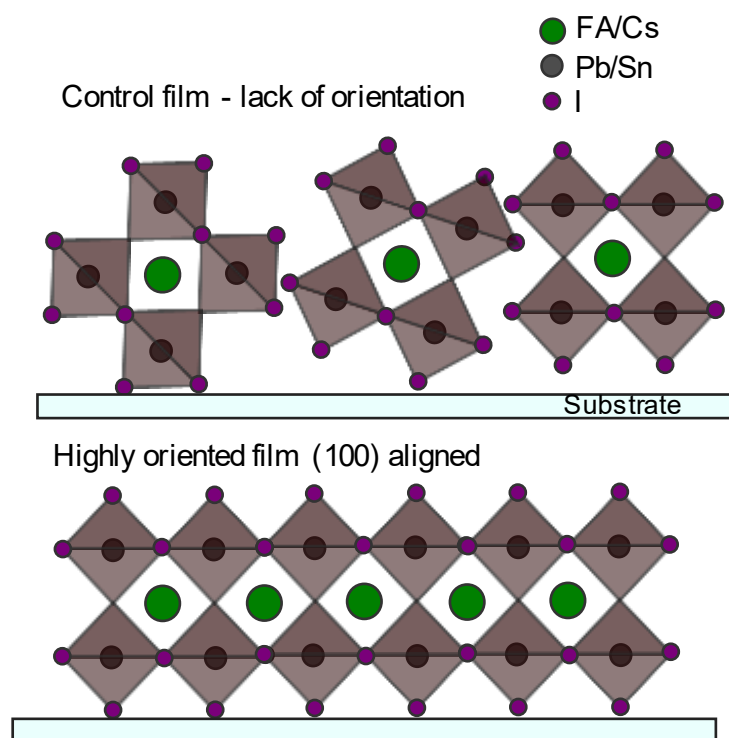 FA/Cs
Pb/Sn
I
Control film - lack of orientation
Substrate
Highly oriented film (100) aligned